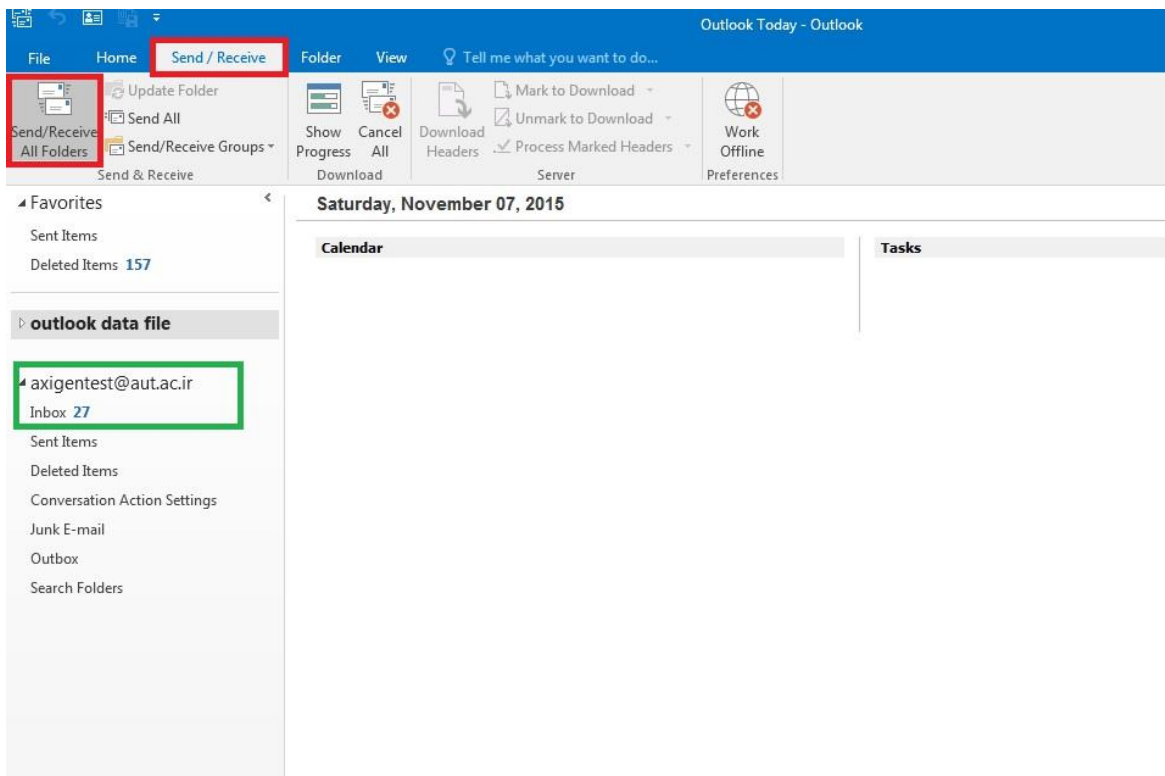 Outlook Today - Outlook
File Home Send / Receive Folder View Tell me what you want to do...
Send/Receive
All Folders
Update Folder
Send All
Send/Receive Groups
Send & Receive
Show
Progress
Cancel
All
Download
Download
Headers
Mark to Download
Unmark to Download
Process Marked Headers
Server
Work
Offline
Preferences
Favorites
Sent Items
Deleted Items 157
outlook data file
axigentest@aut.ac.ir
Inbox 27
Sent Items
Deleted Items
Conversation Action Settings
Junk E-mail
Outbox
Search Folders
Saturday, November 07, 2015
Calendar
Tasks